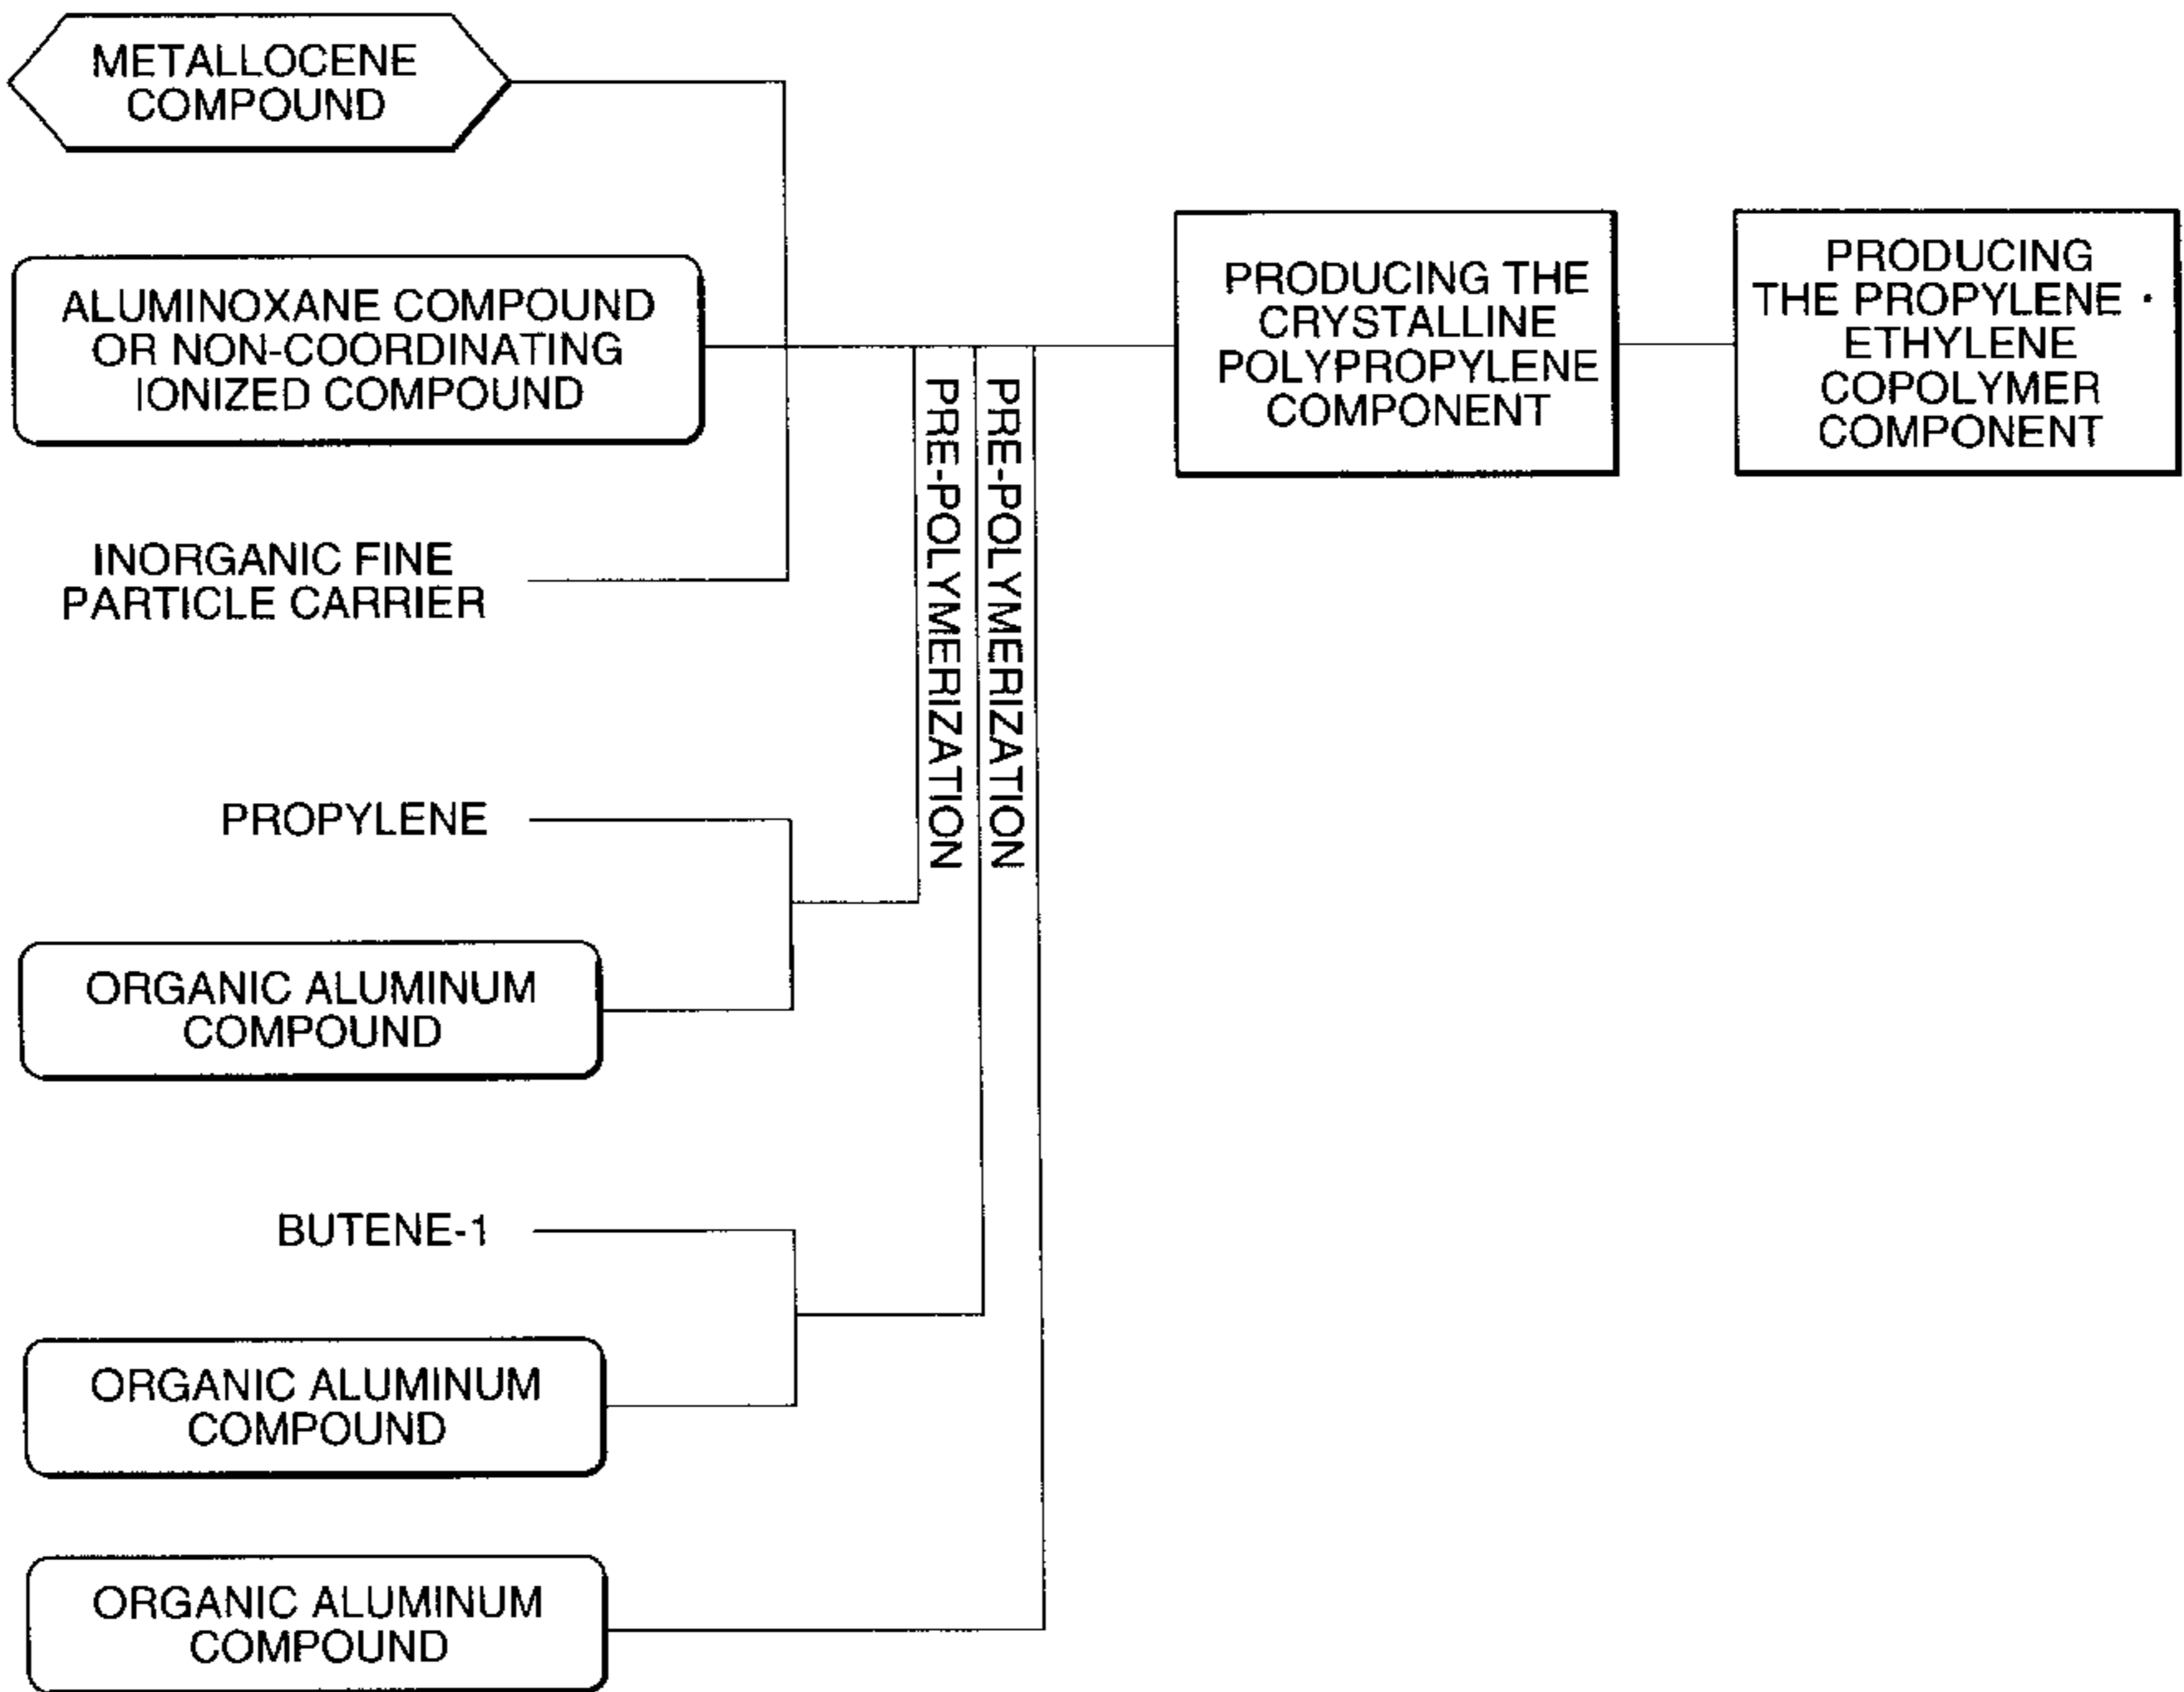 METALLOCENE
COMPOUND
ALUMINOXANE COMPOUND
OR NON-COORDINATING
IONIZED COMPOUND
INORGANIC FINE
PARTICLE CARRIER
PROPYLENE
ORGANIC ALUMINUM
COMPOUND
BUTENE-1
ORGANIC ALUMINUM
COMPOUND
ORGANIC ALUMINUM
COMPOUND
PRE-POLYMERIZATION
PRE-POLYMERIZATION
PRODUCING THE
CRYSTALLINE
POLYPROPYLENE
COMPONENT
PRODUCING
THE PROPYLENE ·
ETHYLENE
COPOLYMER
COMPONENT